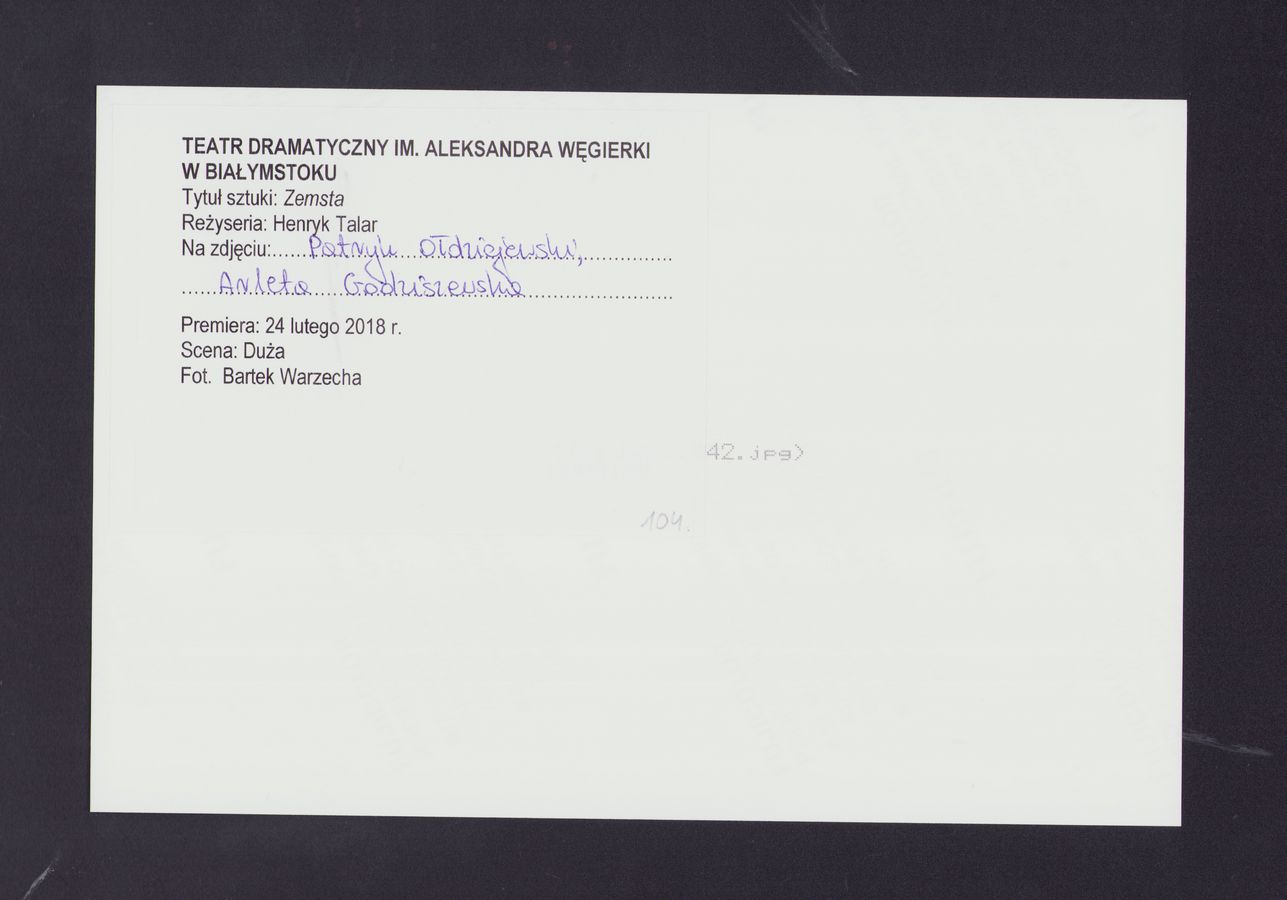 TEATR DRAMATYCZNY IM. ALEKSANDRA WĘGIERKI
W BIAŁYMSTOKU
Tytuł sztuki: Zemsta
Reżyseria: Henryk Talar
Na zdjęciu:......Patryk Ołdziejewski,...............
......Arleta Godziszewska...........................
Premiera: 24 lutego 2018 r.
Scena: Duża
Fot. Bartek Warzecha
42.jpg)
104.